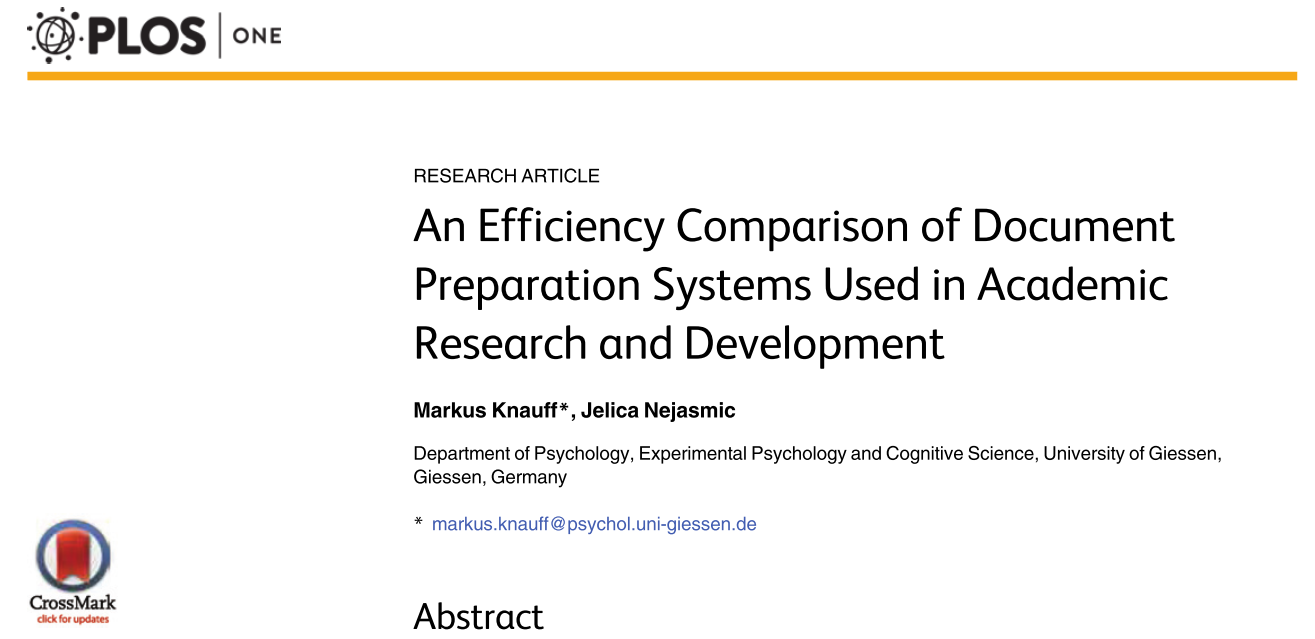 PLOS ONE
RESEARCH ARTICLE
An Efficiency Comparison of Document
Preparation Systems Used in Academic
Research and Development
Markus Knauff*, Jelica Nejasmic
Department of Psychology, Experimental Psychology and Cognitive Science, University of Giessen,
Giessen, Germany
* markus.knauff@psychol.uni-giessen.de
CrossMark
click for updates
Abstract